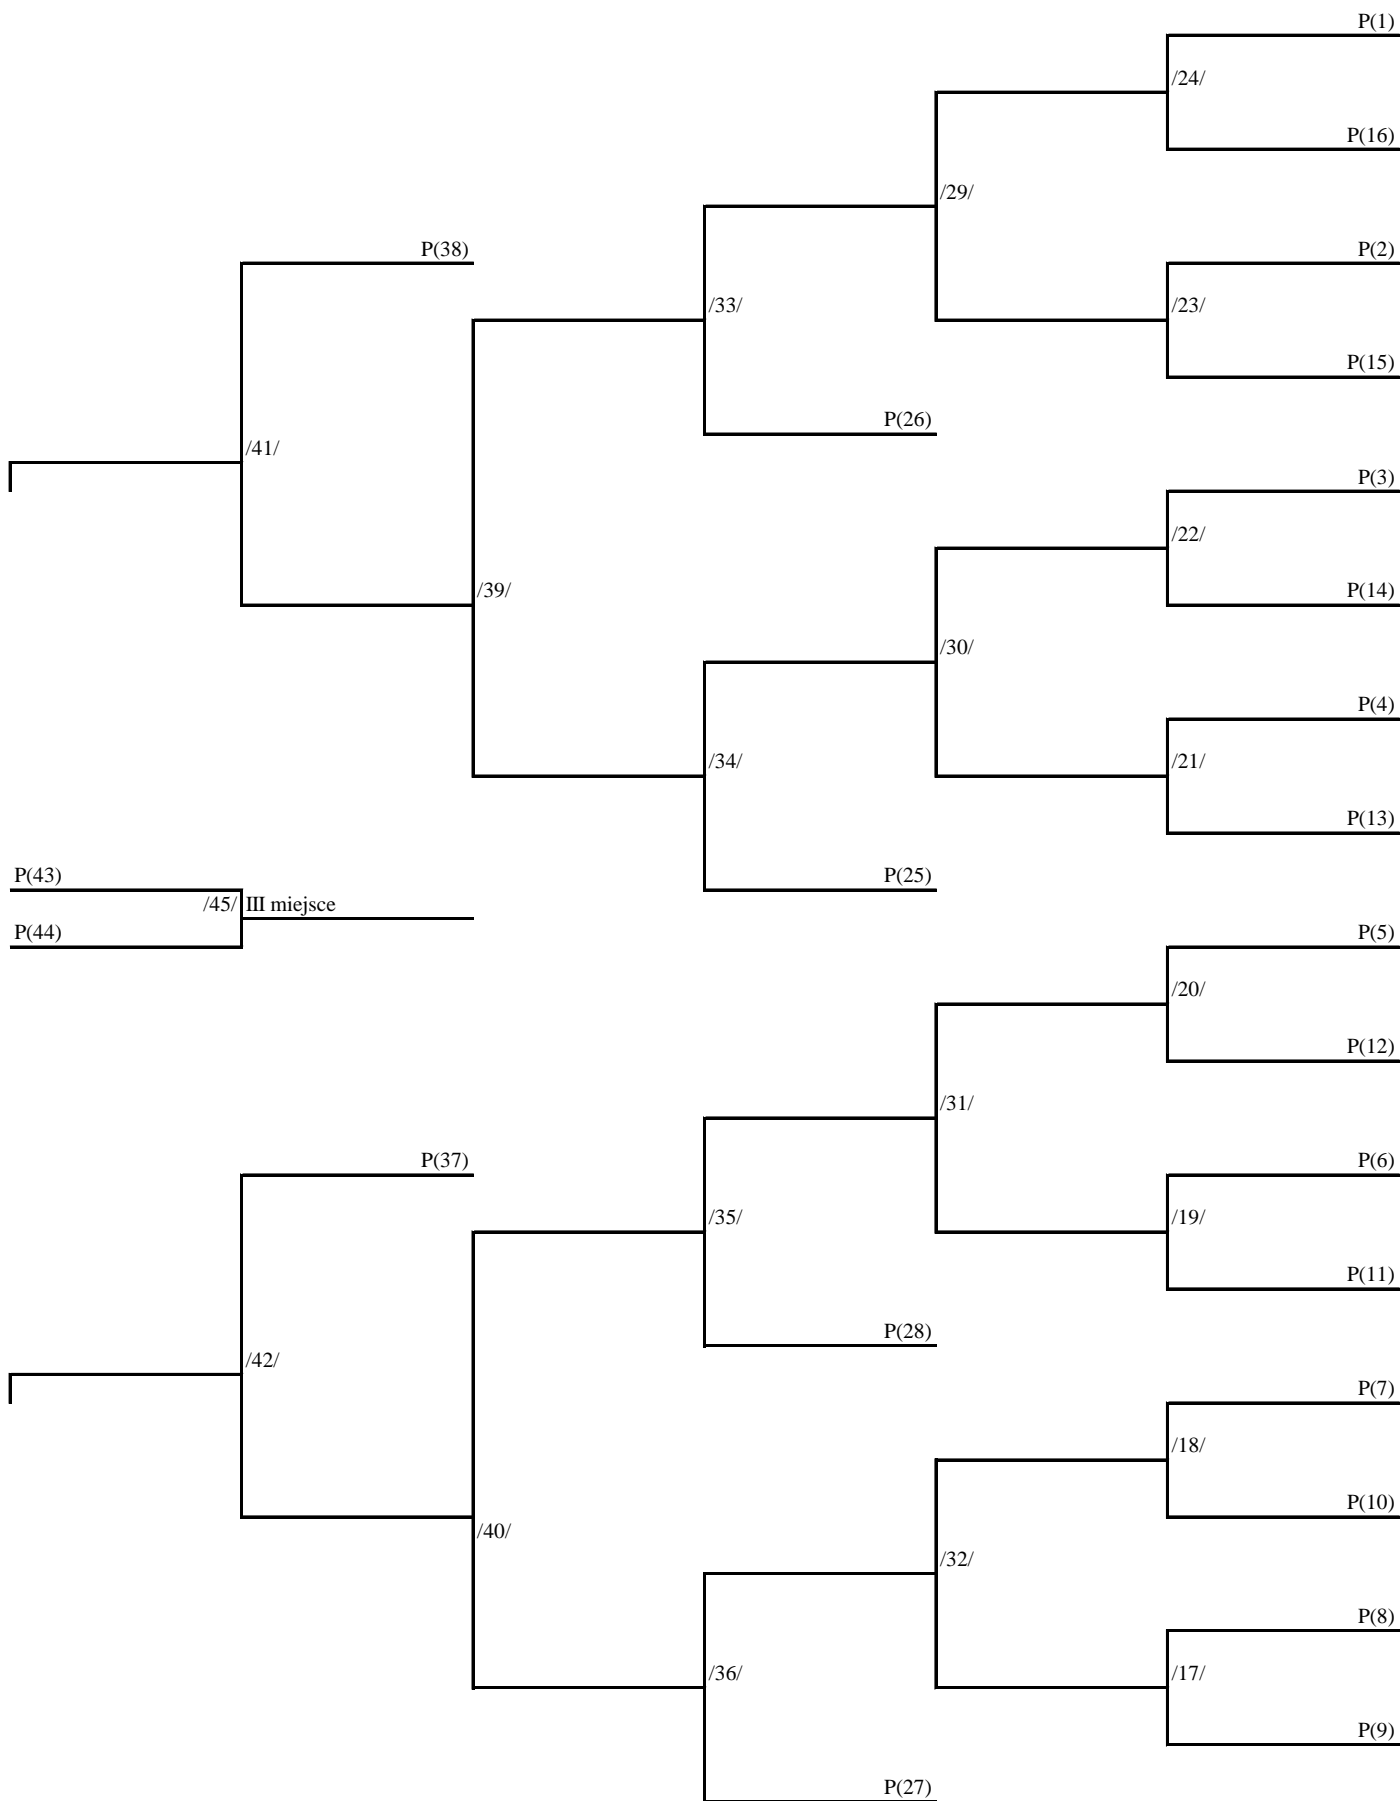 P(1)
/24/
P(16)
/29/
P(38)
P(2)
/33/
/23/
P(15)
P(26)
/41/
P(3)
/22/
/39/
P(14)
/30/
P(4)
/34/
/21/
P(13)
P(43)
P(25)
/45/ III miejsce
P(44)
P(5)
/20/
P(12)
/31/
P(37)
P(6)
/35/
/19/
P(11)
P(28)
/42/
P(7)
/18/
P(10)
/40/
/32/
P(8)
/36/
/17/
P(9)
P(27)